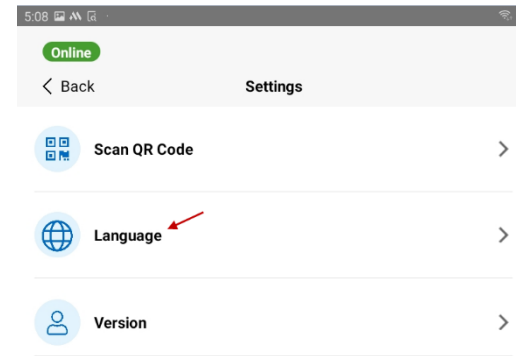 5:08
Online
Back
Settings
Scan QR Code
Language
Version